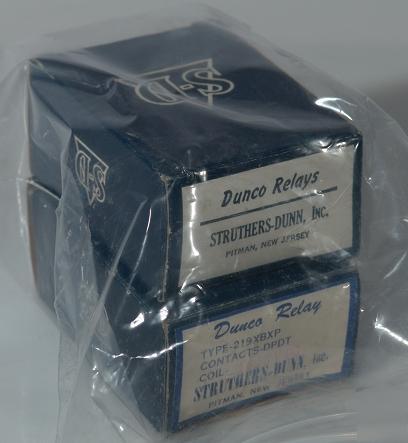 S-D
S-D
Dunco Relays
STRUTHERS-DUNN, INC.
PITMAN, NEW JERSEY
Dunco Relay
TYPE-219XBXP
CONTACTS-DPDT
COIL-
STRUTHERS-DUNN, Inc.
PITMAN, NEW JERSEY